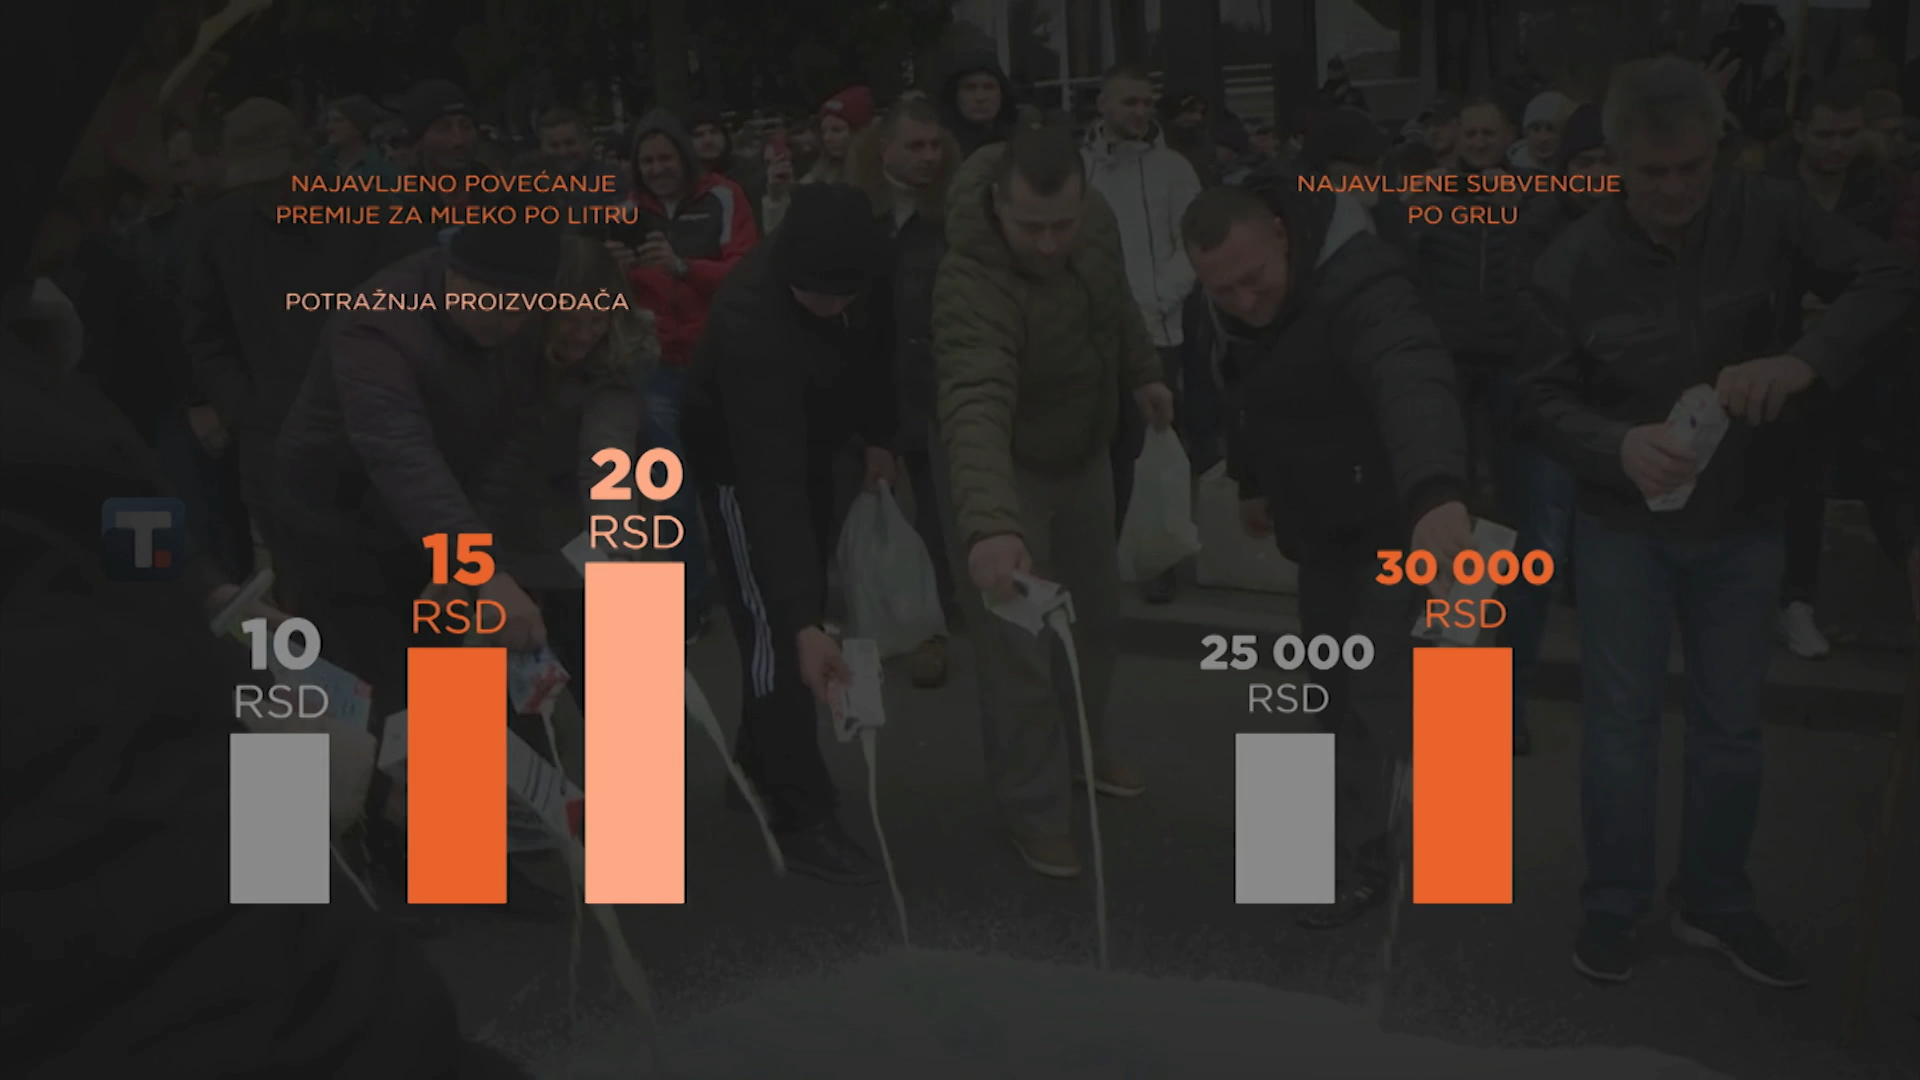 NAJAVLJENO POVEĆANJE
PREMIJE ZA MLEKO PO LITRU
POTRAŽNJA PROIZVOĐAČA
10
RSD
15
RSD
20
RSD
NAJAVLJENE SUBVENCIJE
PO GRLU
25 000
RSD
30 000
RSD
T.